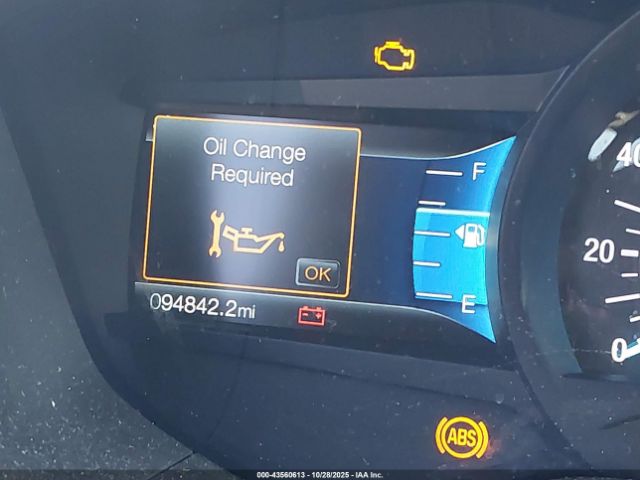 Oil Change
Required
OK
F
E
094842.2mi
40
20
0
ABS
000-43560613 | 10/28/2025 | IAA Inc.